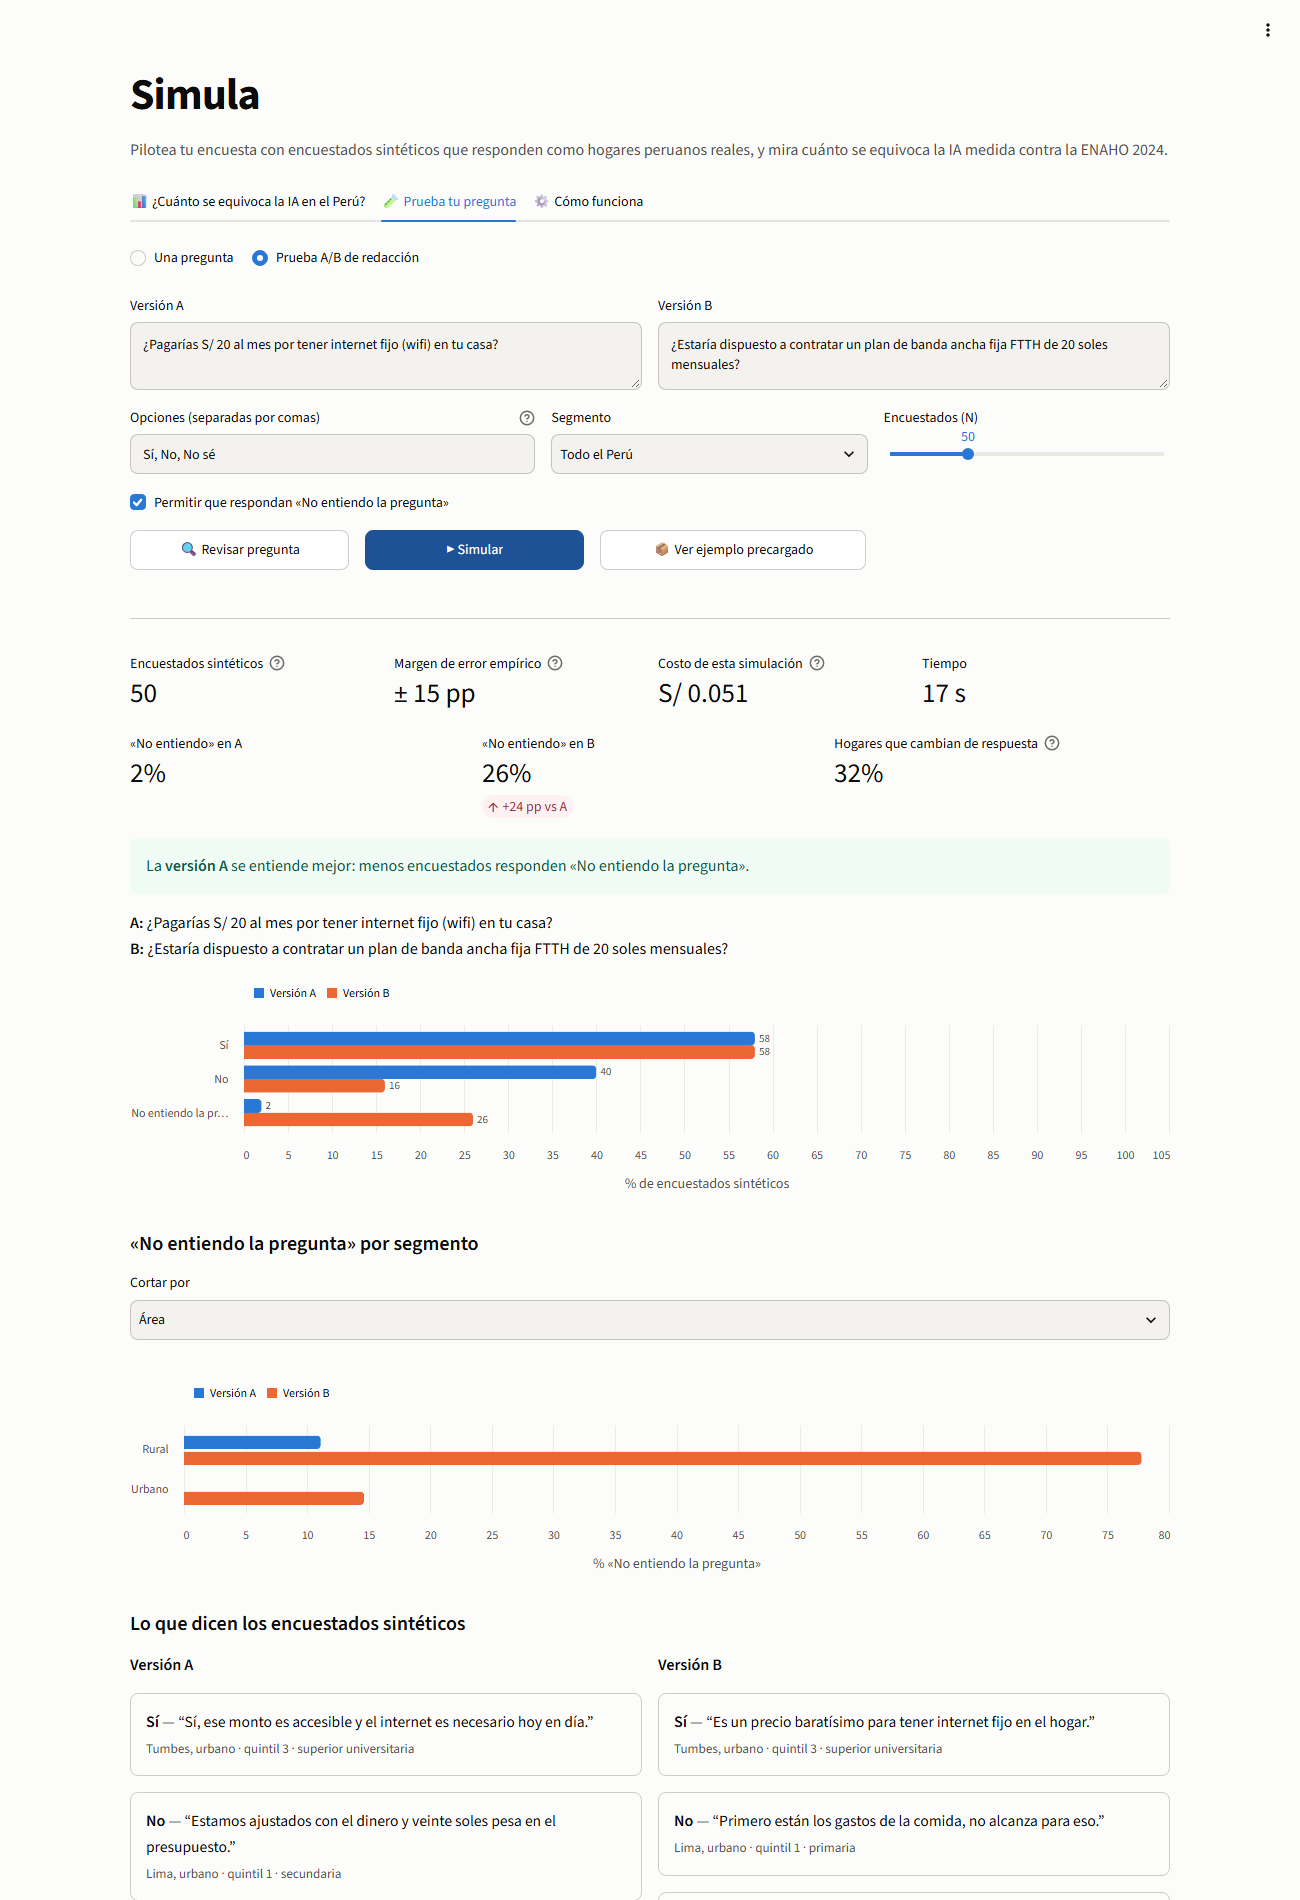 Simula
Pilotea tu encuesta con encuestados sintéticos que responden como hogares peruanos reales, y mira cuánto se equivoca la IA medida contra la ENAHO 2024.
¿Cuánto se equivoca la IA en el Perú? Prueba tu pregunta Cómo funciona
Una pregunta Prueba A/B de redacción
Versión A Versión B
¿Pagarías S/ 20 al mes por tener internet fijo (wifi) en tu casa?
¿Estaría dispuesto a contratar un plan de banda ancha fija FTTH de 20 soles
mensuales?
Opciones (separadas por comas) Segmento Encuestados (N)
50
Sí, No, No sé Todo el Perú
Permitir que respondan «No entiendo la pregunta»
Revisar pregunta Simular Ver ejemplo precargado
Encuestados sintéticos Margen de error empírico Costo de esta simulación Tiempo
50 ± 15 pp S/ 0.051 17 s
«No entiendo» en A «No entiendo» en B Hogares que cambian de respuesta
2% 26% 32%
↑ +24 pp vs A
La versión A se entiende mejor: menos encuestados responden «No entiendo la pregunta».
A: ¿Pagarías S/ 20 al mes por tener internet fijo (wifi) en tu casa?
B: ¿Estaría dispuesto a contratar un plan de banda ancha fija FTTH de 20 soles mensuales?
Versión A Versión B
Sí 58
58
No 40
16
No entiendo la pr... 2
26
0 5 10 15 20 25 30 35 40 45 50 55 60 65 70 75 80 85 90 95 100 105
% de encuestados sintéticos
«No entiendo la pregunta» por segmento
Cortar por
Área
Versión A Versión B
Rural
Urbano
0 5 10 15 20 25 30 35 40 45 50 55 60 65 70 75 80
% «No entiendo la pregunta»
Lo que dicen los encuestados sintéticos
Versión A Versión B
Sí — “Sí, ese monto es accesible y el internet es necesario hoy en día.”
Tumbes, urbano · quintil 3 · superior universitaria
Sí — “Es un precio baratísimo para tener internet fijo en el hogar.”
Tumbes, urbano · quintil 3 · superior universitaria
No — “Estamos ajustados con el dinero y veinte soles pesa en el
presupuesto.”
Lima, urbano · quintil 1 · secundaria
No — “Primero están los gastos de la comida, no alcanza para eso.”
Lima, urbano · quintil 1 · primaria